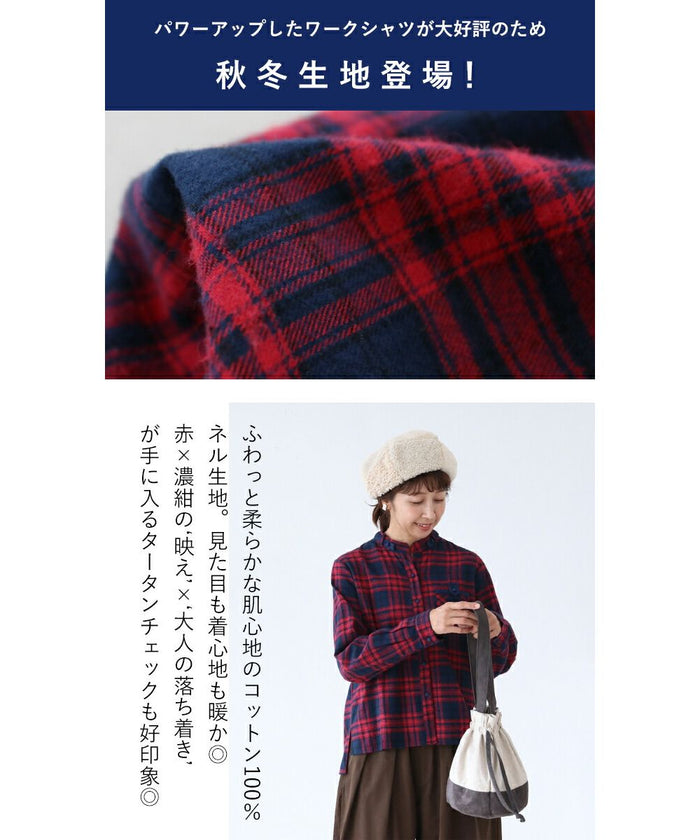 パワーアップしたワークシャツが大好評のため
秋冬生地登場！
ふわっと柔らかな肌心地のコットン100％
ネル生地。見た目も着心地も暖か◎
赤×濃紺の“映え”×“大人の落ち着き”
が手に入るタータンチェックも好印象◎